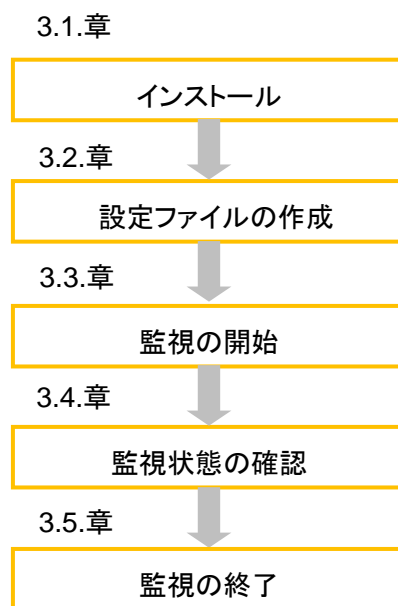 3.1.章
インストール
3.2.章
設定ファイルの作成
3.3.章
監視の開始
3.4.章
監視状態の確認
3.5.章
監視の終了